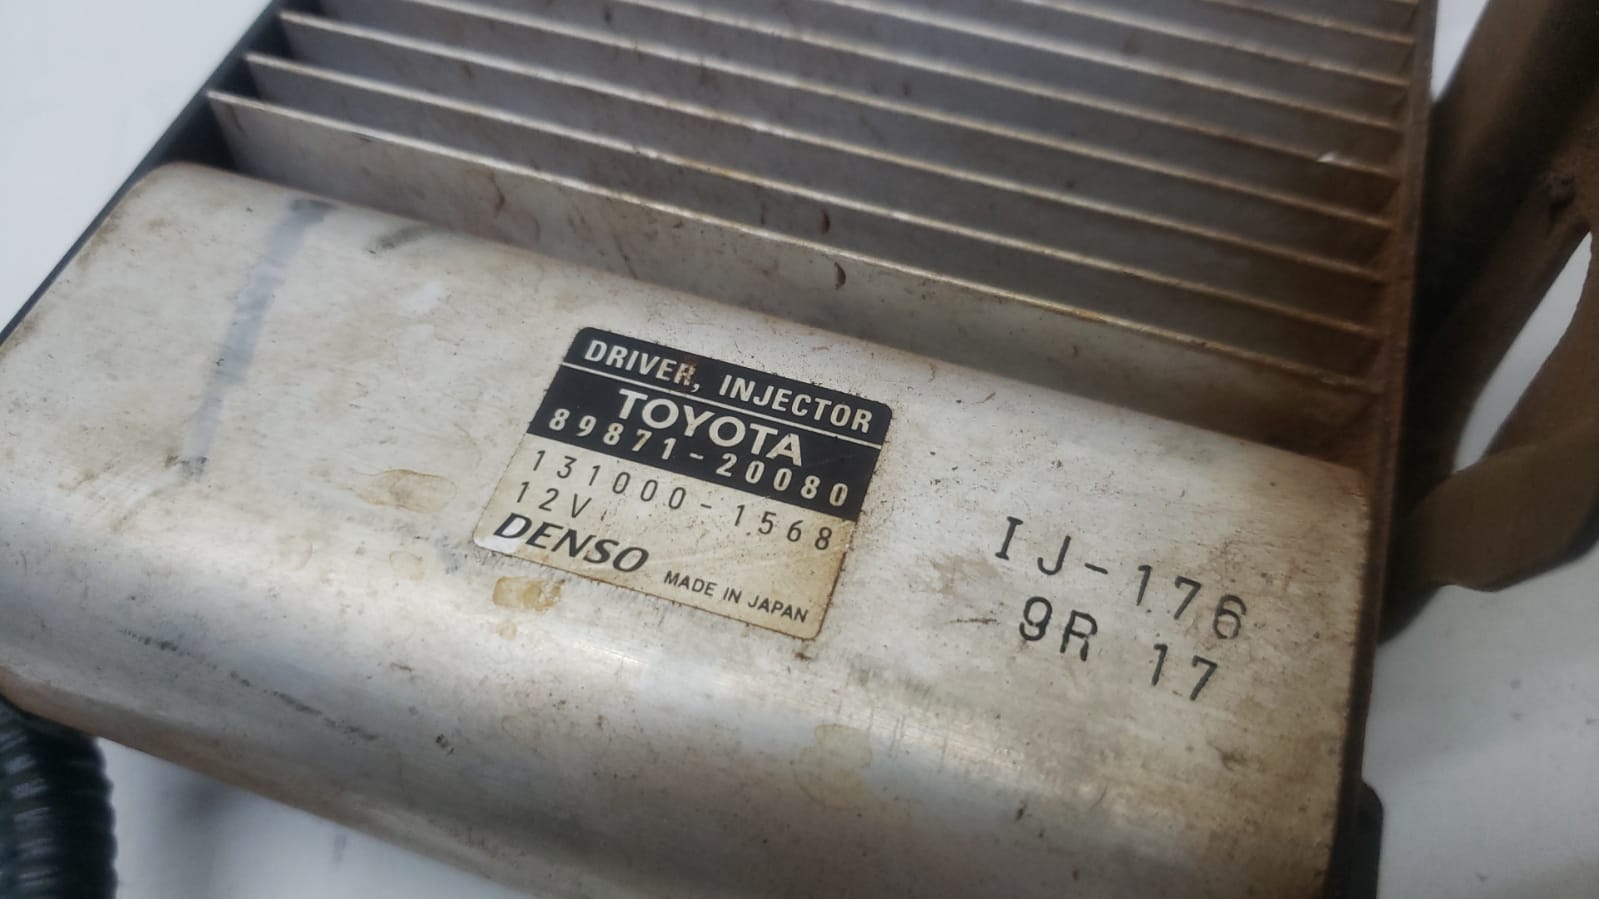 DRIVER, INJECTOR
TOYOTA
89871-20080
131000-1568
12V
DENSO MADE IN JAPAN
IJ-176
9R 17